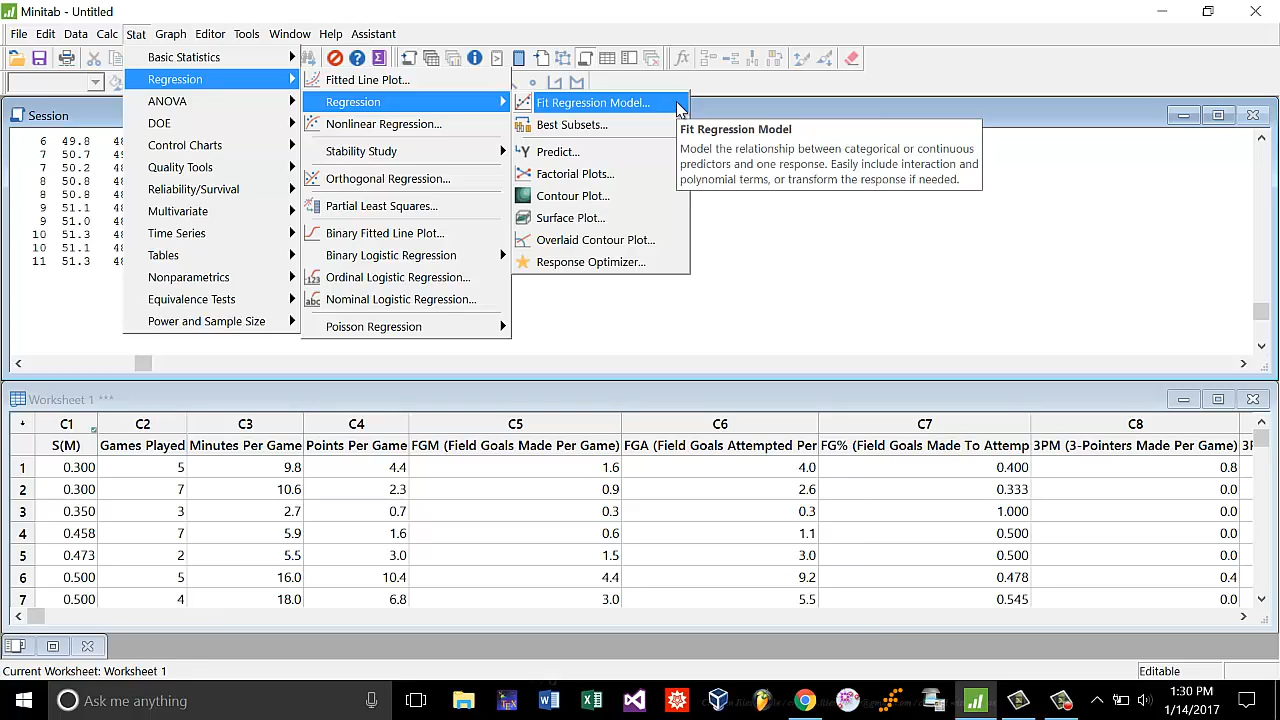 Minitab - Untitled
File Edit Data Calc Stat Graph Editor Tools Window Help Assistant
Basic Statistics
Regression
ANOVA
DOE
Control Charts
Quality Tools
Reliability/Survival
Multivariate
Time Series
Tables
Nonparametrics
Equivalence Tests
Power and Sample Size
Fitted Line Plot...
Regression
Nonlinear Regression...
Stability Study
Orthogonal Regression...
Partial Least Squares...
Binary Fitted Line Plot...
Binary Logistic Regression
Ordinal Logistic Regression...
Nominal Logistic Regression...
Poisson Regression
Fit Regression Model...
Best Subsets...
Predict...
Factorial Plots...
Contour Plot...
Surface Plot...
Overlaid Contour Plot...
Response Optimizer...
Fit Regression Model
Model the relationship between categorical or continuous
predictors and one response. Easily include interaction and
polynomial terms, or transform the response if needed.
Session
6 49.8 48
7 50.7 48
7 50.2 48
8 50.8 48
8 50.8 48
9 51.1 48
9 51.0 48
10 51.3 48
10 51.1 48
11 51.3 48
Worksheet 1 ***
C1 C2 C3 C4 C5 C6 C7 C8
S(M) Games Played Minutes Per Game Points Per Game FGM (Field Goals Made Per Game) FGA (Field Goals Attempted Per FG% (Field Goals Made To Attemp 3PM (3-Pointers Made Per Game) 3P
1 0.300 5 9.8 4.4 1.6 4.0 0.400 0.8
2 0.300 7 10.6 2.3 0.9 2.6 0.333 0.0
3 0.350 3 2.7 0.7 0.3 0.3 1.000 0.0
4 0.458 7 5.9 1.6 0.6 1.1 0.500 0.0
5 0.473 2 5.5 3.0 1.5 3.0 0.500 0.0
6 0.500 5 16.0 10.4 4.4 9.2 0.478 0.4
7 0.500 4 18.0 6.8 3.0 5.5 0.545 0.0
Current Worksheet: Worksheet 1
Editable
Ask me anything
1:30 PM
1/14/2017